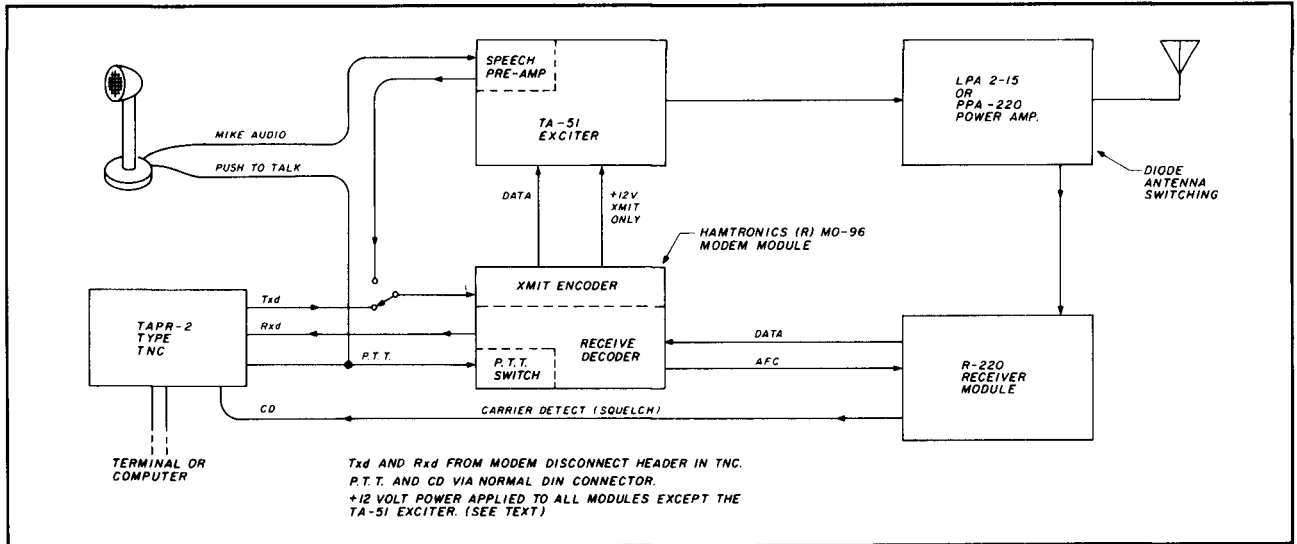 SPEECH
PRE-AMP
TA-51
EXCITER
LPA 2-15
OR
PPA-220
POWER AMP.
MIKE AUDIO
PUSH TO TALK
DIODE
ANTENNA
SWITCHING
DATA
+12V.
XMIT
ONLY
HAMTRONICS (R) MO-96
MODEM MODULE
TAPR-2
TYPE
TNC
Txd
Rxd
P.T.T.
CD
XMIT ENCODER
RECEIVE
DECODER
P.T.T.
SWITCH
DATA
AFC
R-220
RECEIVER
MODULE
CARRIER DETECT (SQUELCH)
TERMINAL OR
COMPUTER
Txd AND Rxd FROM MODEM DISCONNECT HEADER IN TNC.
P.T.T. AND CD VIA NORMAL DIN CONNECTOR.
+12 VOLT POWER APPLIED TO ALL MODULES EXCEPT THE
TA-51 EXCITER. (SEE TEXT)